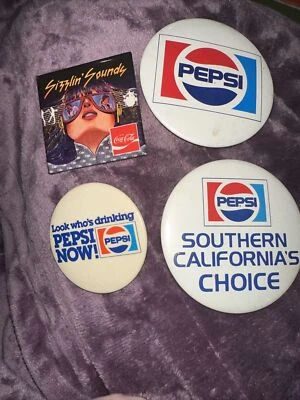 Sizzlin' Sounds
Coca-Cola
PEPSI
Look who's drinking
PEPSI
NOW!
PEPSI
PEPSI
SOUTHERN
CALIFORNIA'S
CHOICE